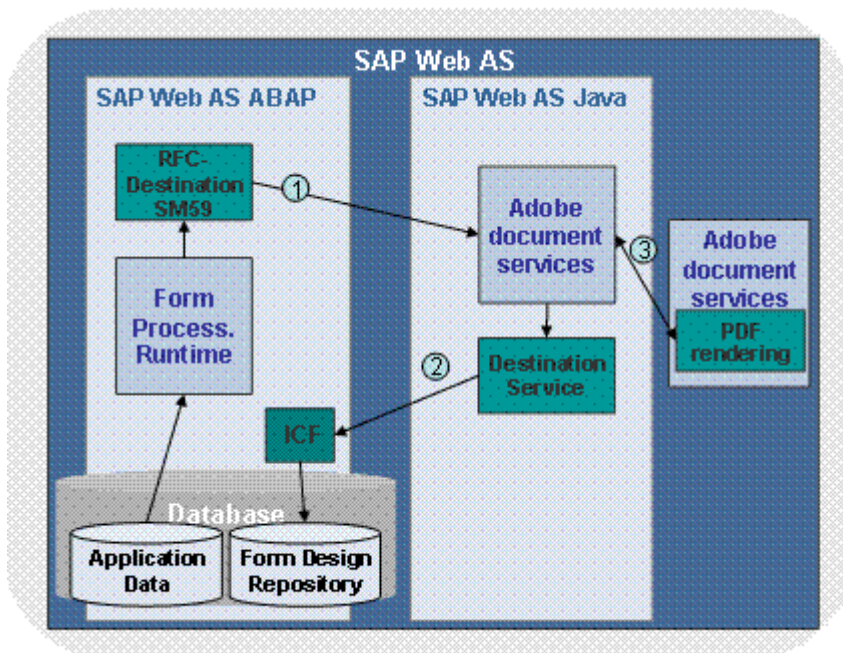 SAP Web AS
SAP Web AS ABAP
RFC-
Destination
SM59
1
Form
Process.
Runtime
2
ICF
Database
Application
Data
Form Design
Repository
SAP Web AS Java
Adobe
document
services
Destination
Service
3
Adobe
document
services
PDF
rendering